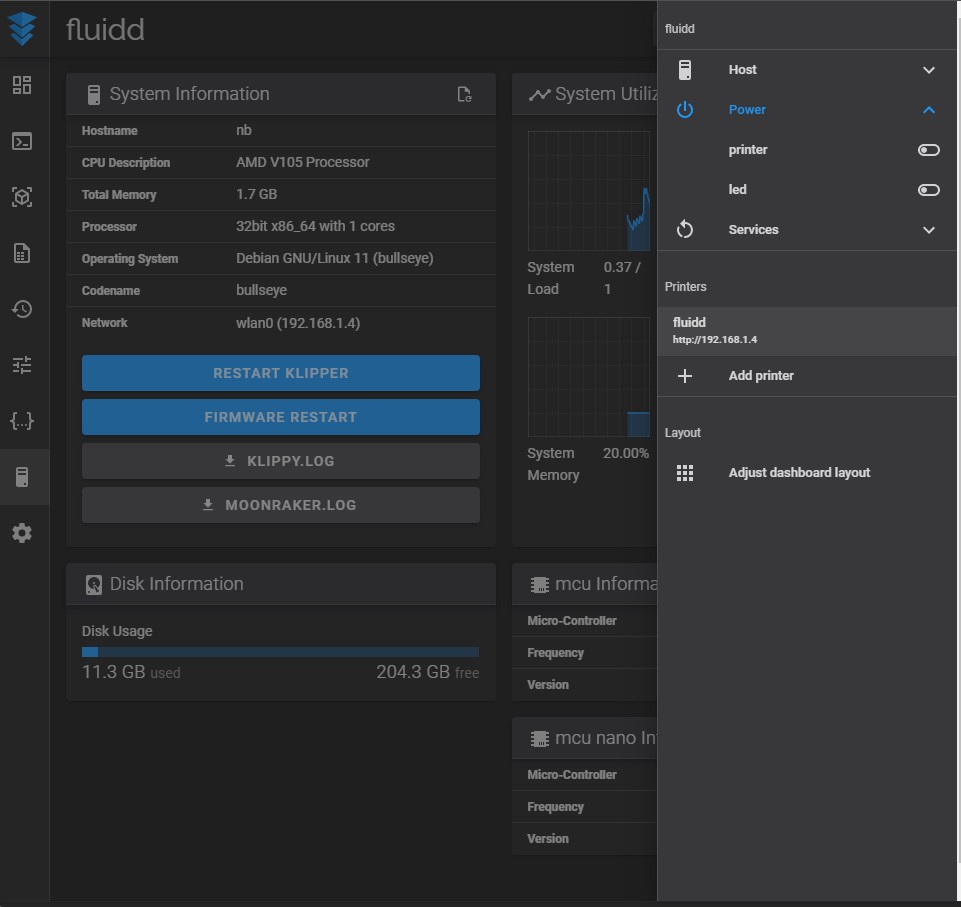 fluidd
System Information
Hostname nb
CPU Description AMD V105 Processor
Total Memory 1.7 GB
Processor 32bit x86_64 with 1 cores
Operating System Debian GNU/Linux 11 (bullseye)
Codename bullseye
Network wlan0 (192.168.1.4)
RESTART KLIPPER
FIRMWARE RESTART
KLIPPY.LOG
MOONRAKER.LOG
Disk Information
Disk Usage
11.3 GB used 204.3 GB free
System Utiliz
System 0.37 /
Load 1
System 20.00%
Memory
mcu Informa
Micro-Controller
Frequency
Version
mcu nano In
Micro-Controller
Frequency
Version
fluidd
Host
Power
printer
led
Services
Printers
fluidd
http://192.168.1.4
Add printer
Layout
Adjust dashboard layout